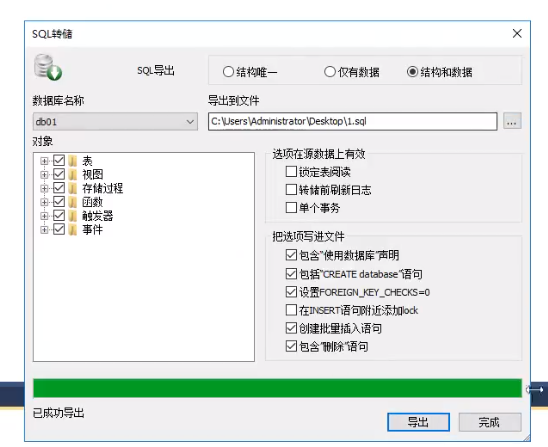 SQL转储
SQL导出
结构唯一
仅有数据
结构和数据
数据库名称
导出到文件
db01
C:\Users\Administrator\Desktop\1.sql
...
对象
表
视图
存储过程
函数
触发器
事件
选项在源数据上有效
锁定表阅读
转储前刷新日志
单个事务
把选项写进文件
包含"使用数据库"声明
包括"CREATE database"语句
设置FOREIGN_KEY_CHECKS=0
在INSERT语句附近添加lock
创建批量插入语句
包含"删除"语句
已成功导出
导出
完成